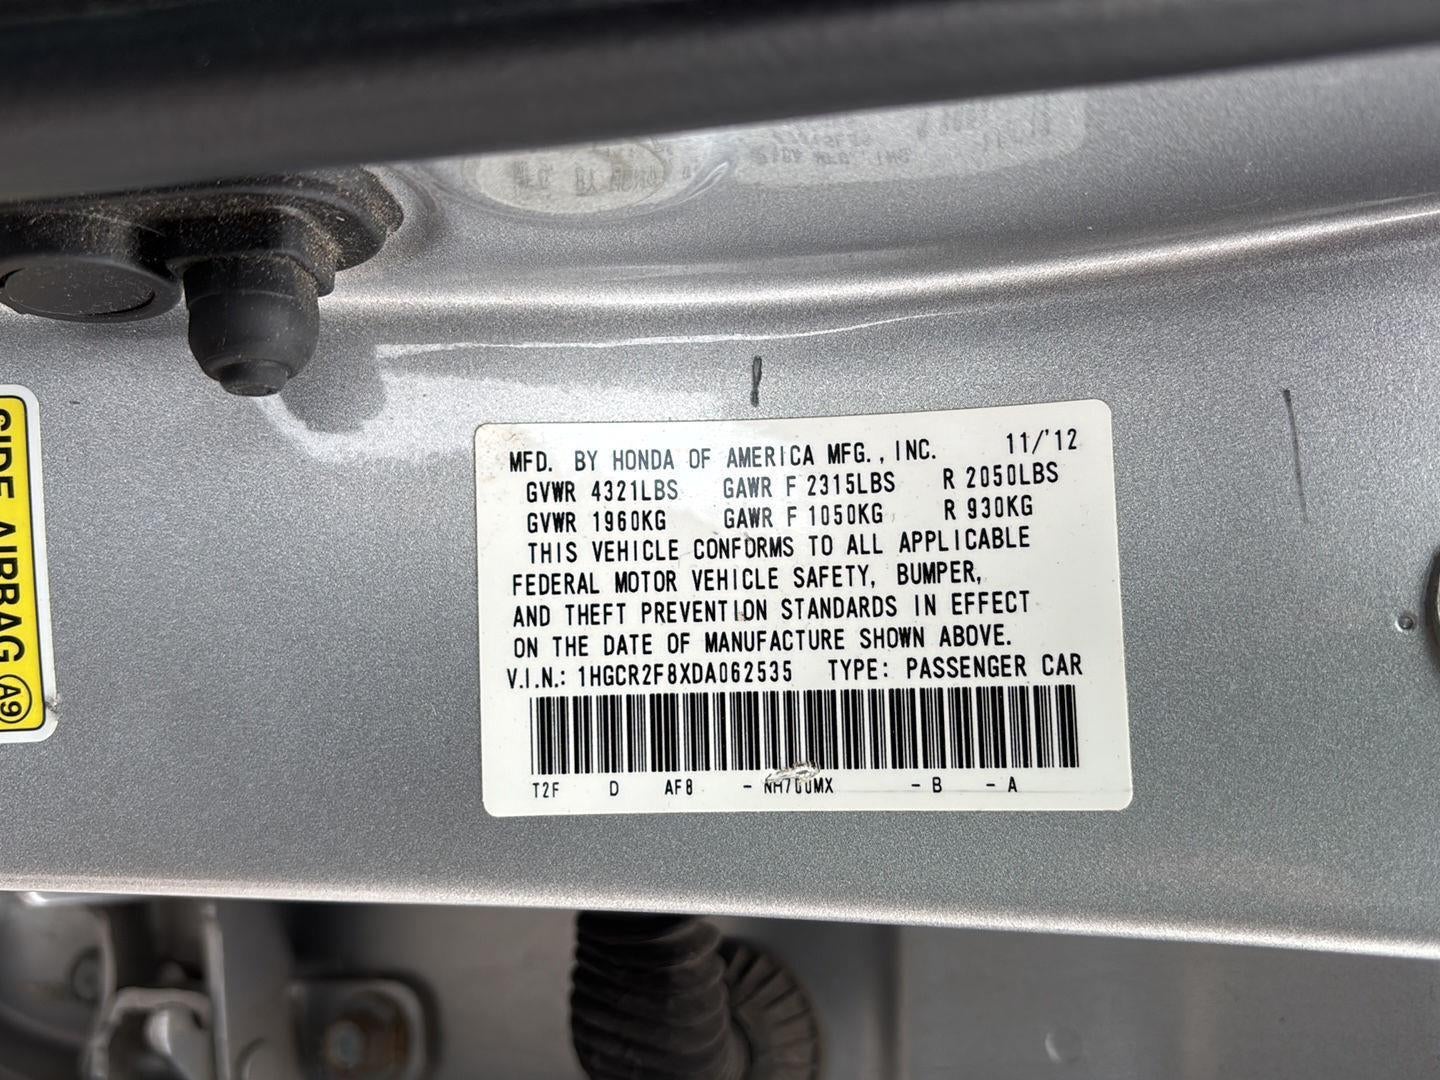 SIDE AIRBAG A9
MFD. BY HONDA OF AMERICA MFG., INC. 11/'12
GVWR 4321LBS GAWR F 2315LBS R 2050LBS
GVWR 1960KG GAWR F 1050KG R 930KG
THIS VEHICLE CONFORMS TO ALL APPLICABLE
FEDERAL MOTOR VEHICLE SAFETY, BUMPER,
AND THEFT PREVENTION STANDARDS IN EFFECT
ON THE DATE OF MANUFACTURE SHOWN ABOVE.
V.I.N.: 1HGCR2F8XDA062535 TYPE: PASSENGER CAR
T2F D AF8 - NH700MX - B - A